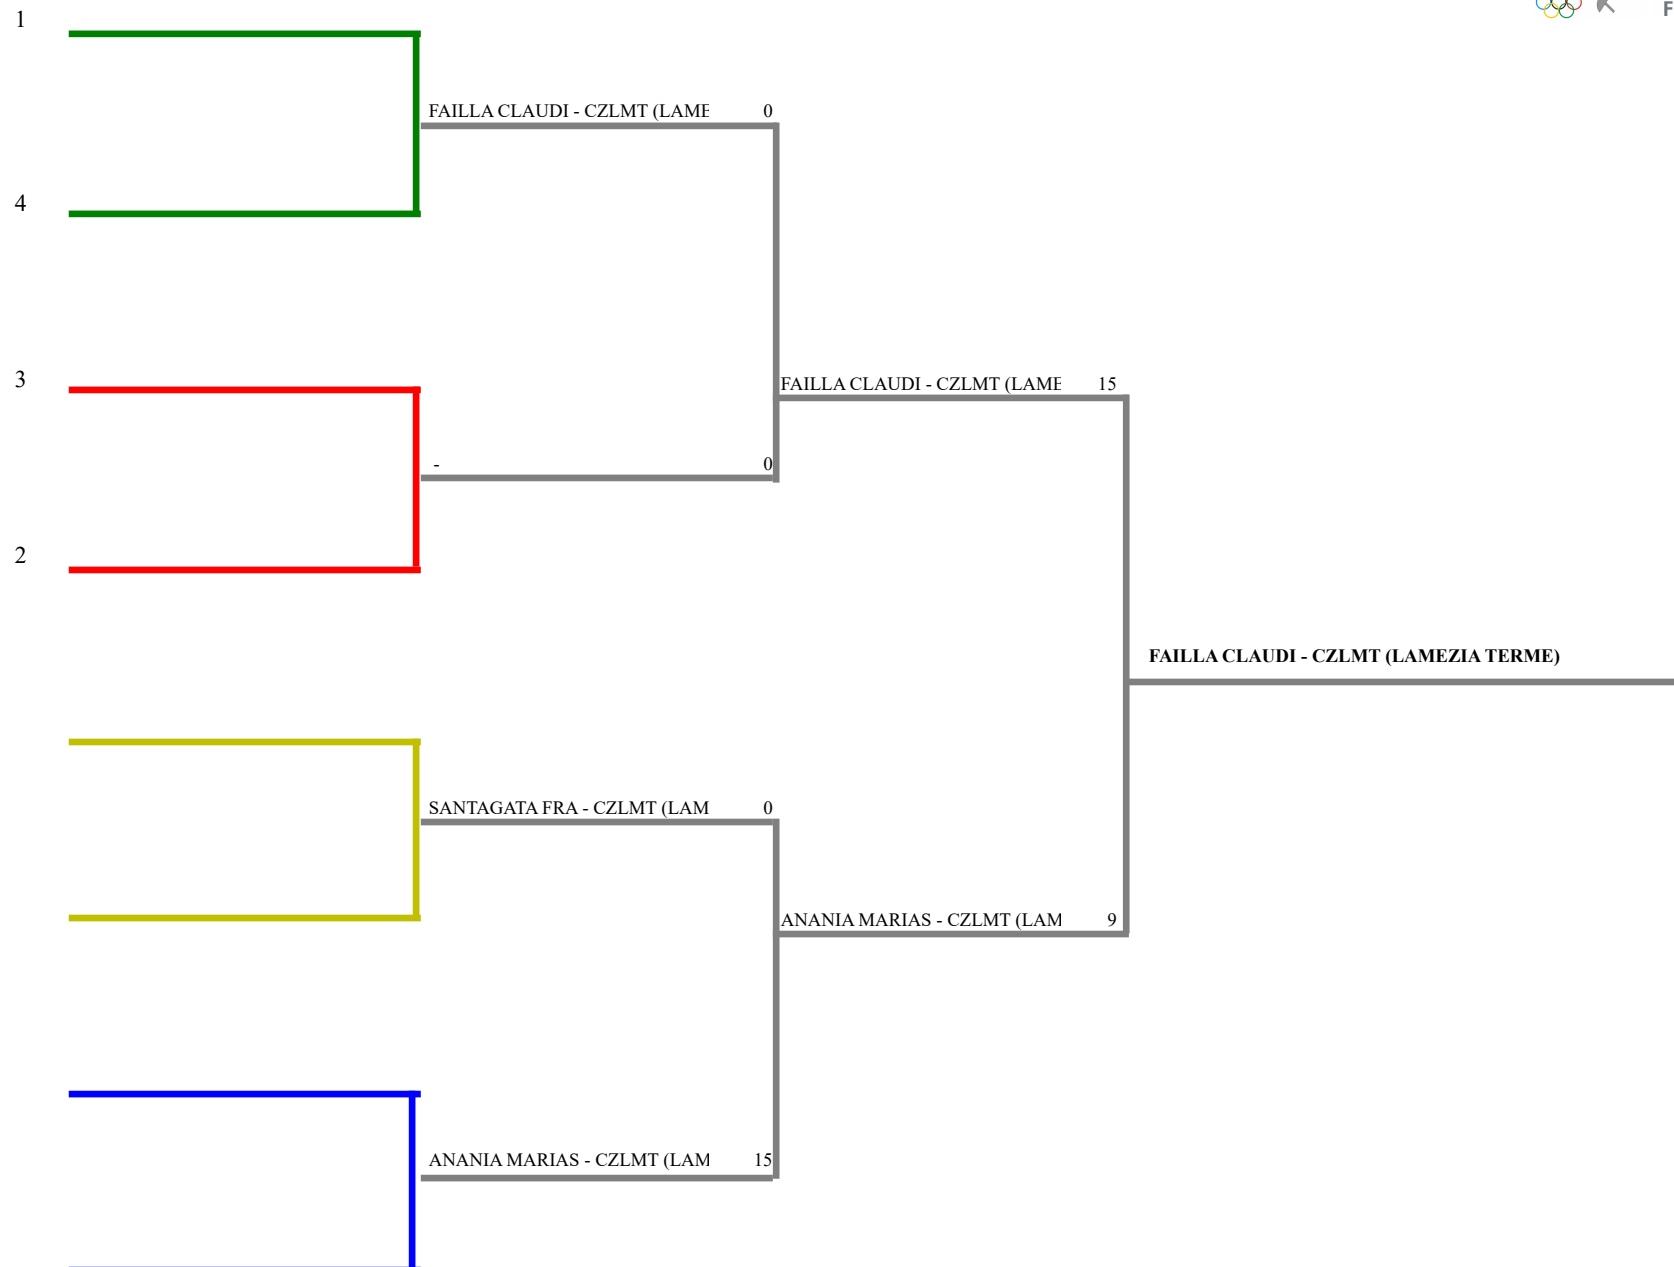 1
F
FAILLA CLAUDI - CZLMT (LAME 0
4
3
FAILLA CLAUDI - CZLMT (LAME 15
- 0
2
FAILLA CLAUDI - CZLMT (LAMEZIA TERME)
SANTAGATA FRA - CZLMT (LAM 0
ANANIA MARIAS - CZLMT (LAM 9
ANANIA MARIAS - CZLMT (LAM 15